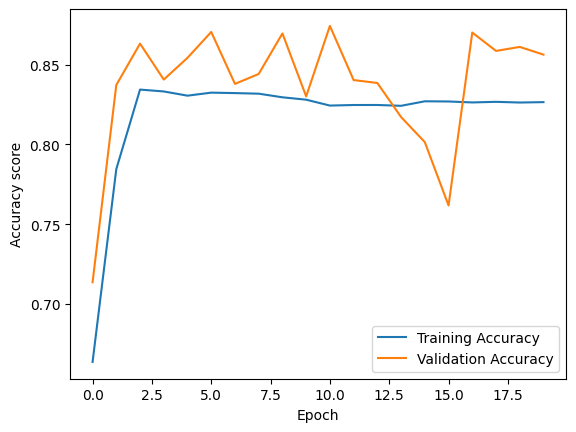 0.85
0.80
0.75
0.70
Accuracy score
Training Accuracy
Validation Accuracy
0.0 2.5 5.0 7.5 10.0 12.5 15.0 17.5
Epoch